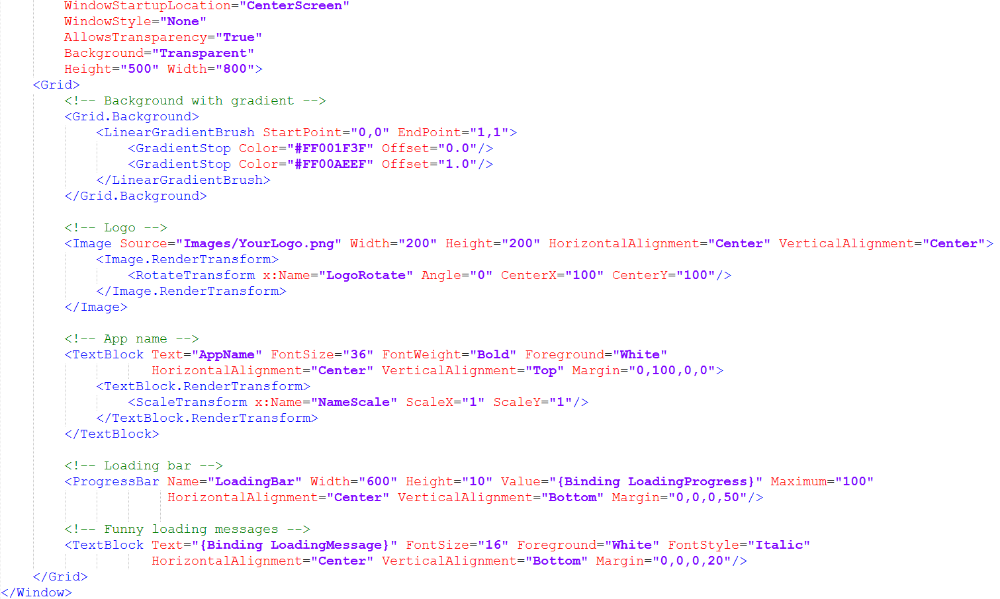 WindowStartupLocation="CenterScreen"
WindowStyle="None"
AllowsTransparency="True"
Background="Transparent"
Height="500" Width="800">
<Grid>
<!-- Background with gradient -->
<Grid.Background>
<LinearGradientBrush StartPoint="0,0" EndPoint="1,1">
<GradientStop Color="#FF001F3F" Offset="0.0"/>
<GradientStop Color="#FF00AEEF" Offset="1.0"/>
</LinearGradientBrush>
</Grid.Background>
<!-- Logo -->
<Image Source="Images/YourLogo.png" Width="200" Height="200" HorizontalAlignment="Center" VerticalAlignment="Center">
<Image.RenderTransform>
<RotateTransform x:Name="LogoRotate" Angle="0" CenterX="100" CenterY="100"/>
</Image.RenderTransform>
</Image>
<!-- App name -->
<TextBlock Text="AppName" FontSize="36" FontWeight="Bold" Foreground="White"
HorizontalAlignment="Center" VerticalAlignment="Top" Margin="0,100,0,0">
<TextBlock.RenderTransform>
<ScaleTransform x:Name="NameScale" ScaleX="1" ScaleY="1"/>
</TextBlock.RenderTransform>
</TextBlock>
<!-- Loading bar -->
<ProgressBar Name="LoadingBar" Width="600" Height="10" Value="{Binding LoadingProgress}" Maximum="100"
HorizontalAlignment="Center" VerticalAlignment="Bottom" Margin="0,0,0,50"/>
<!-- Funny loading messages -->
<TextBlock Text="{Binding LoadingMessage}" FontSize="16" Foreground="White" FontStyle="Italic"
HorizontalAlignment="Center" VerticalAlignment="Bottom" Margin="0,0,0,20"/>
</Grid>
</Window>